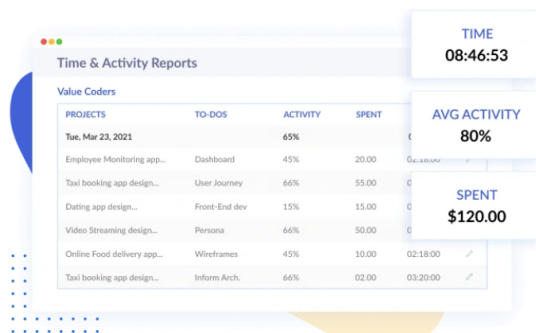 TIME
08:46:53
Time & Activity Reports
Value Coders
AVG ACTIVITY
80%
PROJECTS TO-DOS ACTIVITY SPENT
Tue, Mar 23, 2021 65%
Employee Monitoring app... Dashboard 45% 20.00 02:18:00
Taxi booking app design... User Journey 66% 55.00
Dating app design... Front-End dev 15% 15.00
SPENT
$120.00
Video Streaming design... Persona 66% 50.00
Online Food delivery app... Wireframes 45% 10.00 02:18:00
Taxi booking app design... Inform Arch. 66% 02.00 03:20:00